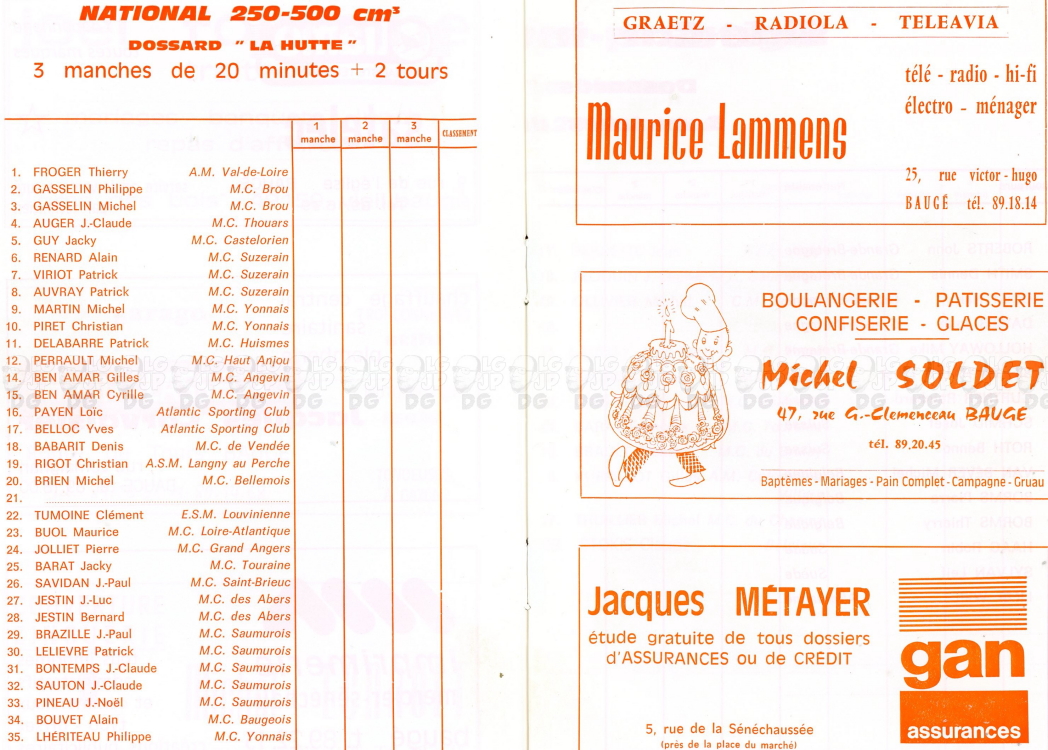 NATIONAL 250-500 cm³
DOSSARD " LA HUTTE "
3 manches de 20 minutes + 2 tours
1 manche 2 manche 3 manche CLASSEMENT
1. FROGER Thierry A.M. Val-de-Loire
2. GASSELIN Philippe M.C. Brou
3. GASSELIN Michel M.C. Brou
4. AUGER J.-Claude M.C. Thouars
5. GUY Jacky M.C. Castelorien
6. RENARD Alain M.C. Suzerain
7. VIRIOT Patrick M.C. Suzerain
8. AUVRAY Patrick M.C. Suzerain
9. MARTIN Michel M.C. Yonnais
10. PIRET Christian M.C. Yonnais
11. DELABARRE Patrick M.C. Huismes
12. PERRAULT Michel M.C. Haut Anjou
14. BEN AMAR Gilles M.C. Angevin
15. BEN AMAR Cyrille M.C. Angevin
16. PAYEN Loïc Atlantic Sporting Club
17. BELLOC Yves Atlantic Sporting Club
18. BABARIT Denis M.C. de Vendée
19. RIGOT Christian A.S.M. Langny au Perche
20. BRIEN Michel M.C. Bellemois
21.
22. TUMOINE Clément E.S.M. Louvinienne
23. BUOL Maurice M.C. Loire-Atlantique
24. JOLLIET Pierre M.C. Grand Angers
25. BARAT Jacky M.C. Touraine
26. SAVIDAN J.-Paul M.C. Saint-Brieuc
27. JESTIN J.-Luc M.C. des Abers
28. JESTIN Bernard M.C. des Abers
29. BRAZILLE J.-Paul M.C. Saumurois
30. LELIEVRE Patrick M.C. Saumurois
31. BONTEMPS J.-Claude M.C. Saumurois
32. SAUTON J.-Claude M.C. Saumurois
33. PINEAU J.-Noël M.C. Saumurois
34. BOUVET Alain M.C. Baugeois
35. LHÉRITEAU Philippe M.C. Yonnais
GRAETZ - RADIOLA - TELEAVIA
télé - radio - hi-fi
électro - ménager
Maurice Lammens
25, rue victor-hugo
BAUGÉ tél. 89.18.14
BOULANGERIE - PATISSERIE
CONFISERIE - GLACES
Michel SOLDET
47, rue G.-Clemenceau BAUGE
tél. 89.20.45
Baptêmes - Mariages - Pain Complet - Campagne - Gruau
Jacques MÉTAYER
étude gratuite de tous dossiers
d'ASSURANCES ou de CREDIT
gan
assurances
5, rue de la Sénéchaussée
(près de la place du marché)